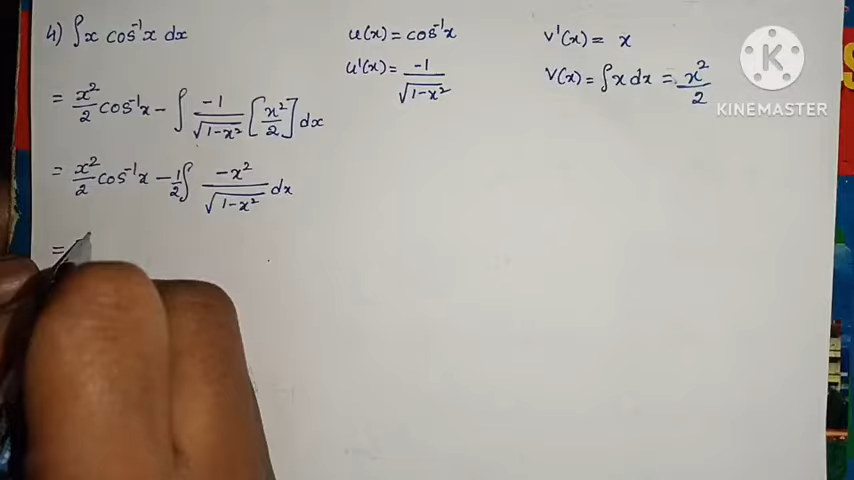 4) ∫x cos⁻¹x dx
u(x) = cos⁻¹x
v'(x) = x
u'(x) = -1/√(1-x²)
v(x) = ∫x dx = x²/2
= x²/2 cos⁻¹x - ∫ -1/√(1-x²) [x²/2] dx
= x²/2 cos⁻¹x - 1/2 ∫ -x²/√(1-x²) dx
=
K
KINEMASTER